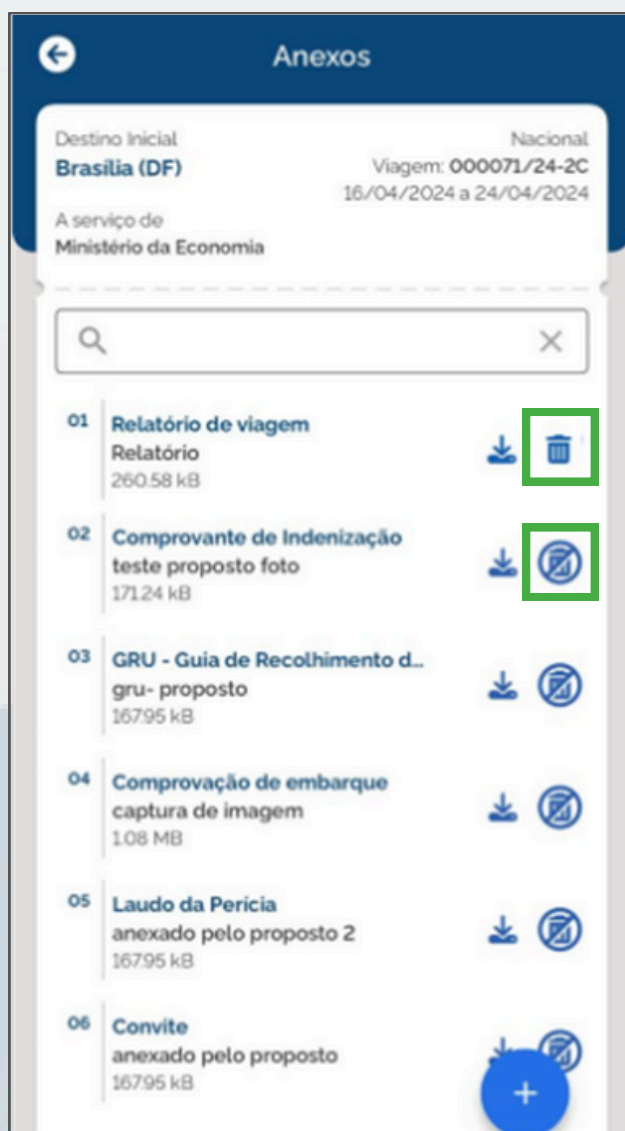 Anexos
Destino Inicial
Nacional
Brasília (DF)
Viagem: 000071/24-2C
16/04/2024 a 24/04/2024
A serviço de
Ministério da Economia
01 Relatório de viagem
Relatório
260.58 kB
02 Comprovante de Indenização
teste proposto foto
171.24 kB
03 GRU - Guia de Recolhimento d...
gru- proposto
167.95 kB
04 Comprovação de embarque
captura de imagem
1.08 MB
05 Laudo da Perícia
anexado pelo proposto 2
167.95 kB
06 Convite
anexado pelo proposto
167.95 kB